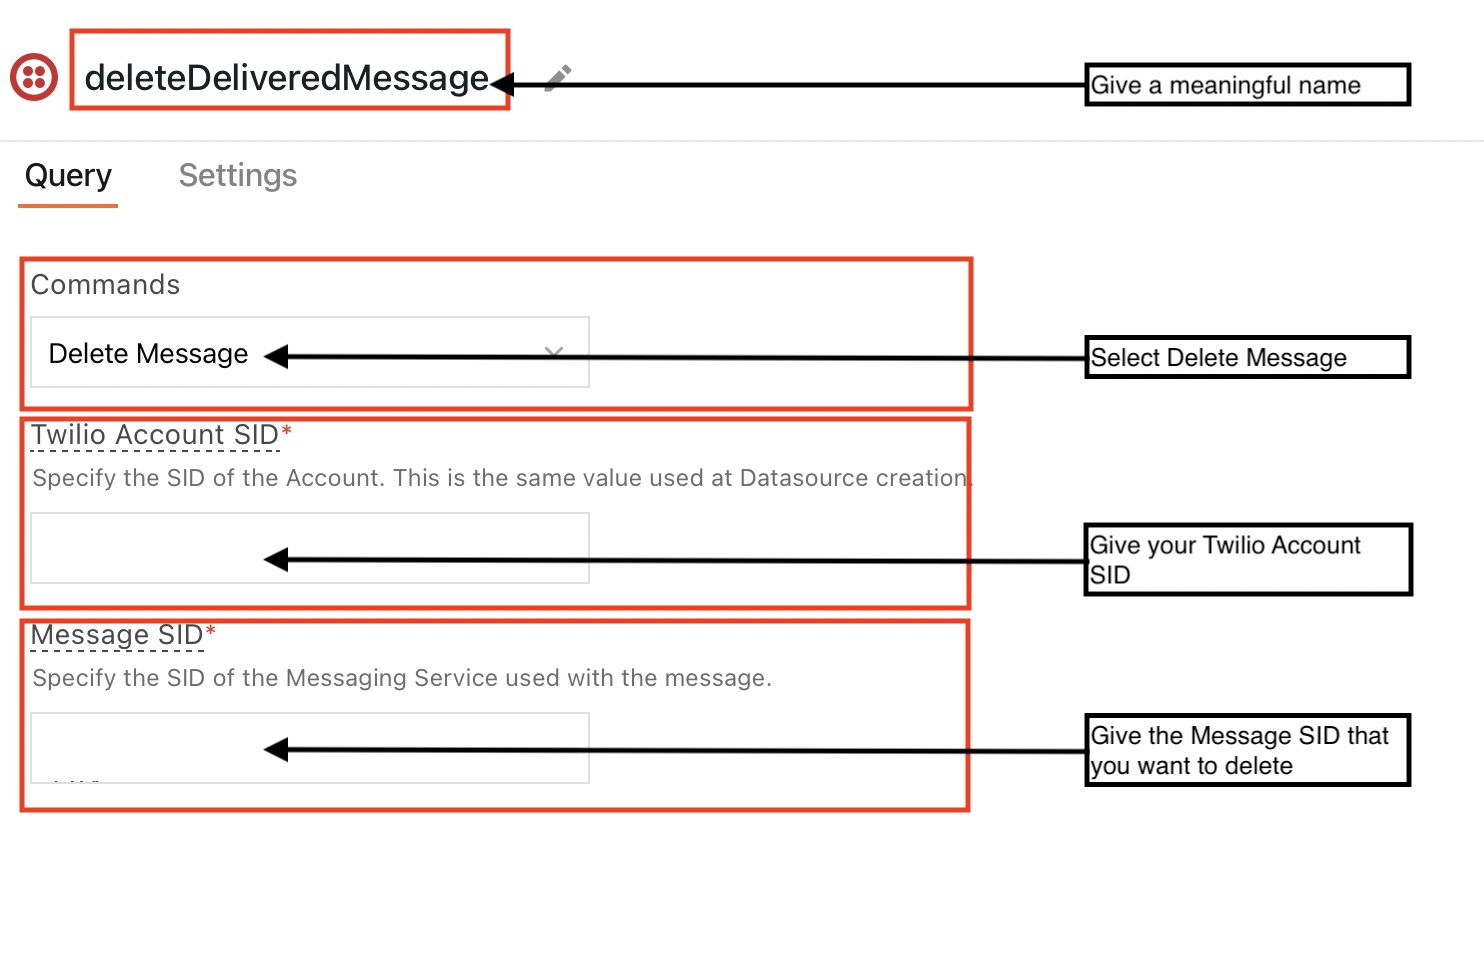 deleteDeliveredMessage
Give a meaningful name
Query
Settings
Commands
Delete Message
Select Delete Message
Twilio Account SID*
Specify the SID of the Account. This is the same value used at Datasource creation.
Give your Twilio Account
SID
Message SID*
Specify the SID of the Messaging Service used with the message.
Give the Message SID that
you want to delete